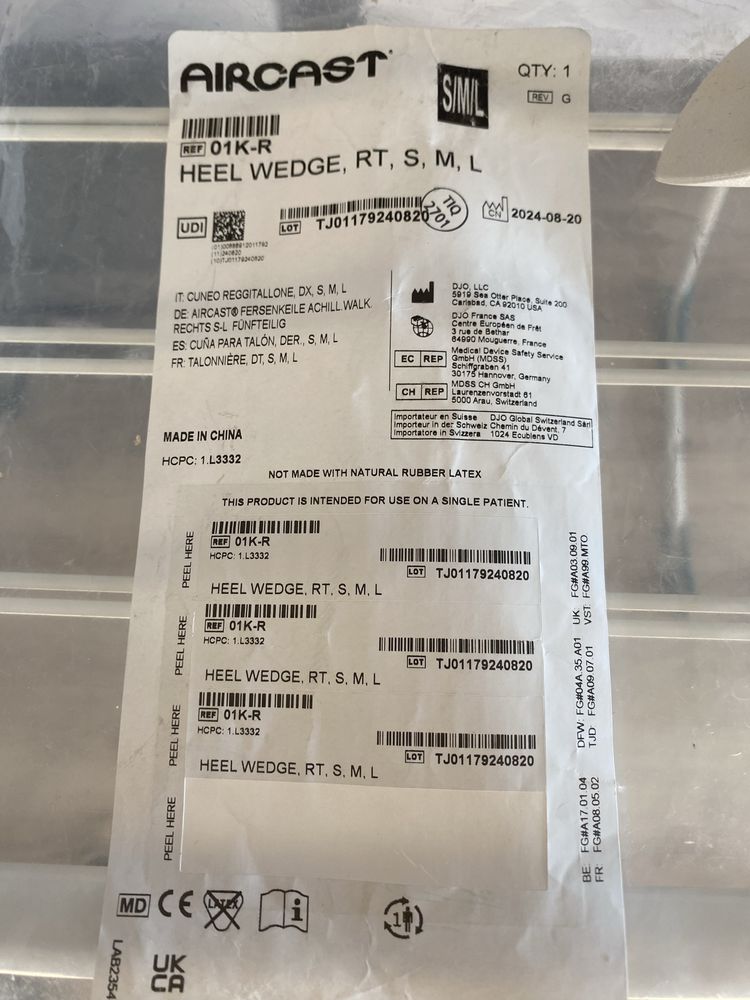 AIRCAST
S/M/L
QTY: 1
REV G
REF 01K-R
HEEL WEDGE, RT, S, M, L
UDI
(11)240820
(10)TJ01179240820
LOT TJ01179240820
TIQ
2701
CN 2024-08-20
IT: CUNEO REGGITALLONE, DX, S, M, L
DE: AIRCAST® FERSENKEILE ACHILL.WALK.
RECHTS S-L FÜNFTEILIG
ES: CUÑA PARA TALÓN, DER., S, M, L
FR: TALONNIÈRE, DT, S, M, L
DJO, LLC
5919 Sea Otter Place, Suite 200
Carlsbad, CA 92010 USA
DJO France SAS
Centre Européen de Frêt
3 rue de Bethar
64990 Mouguerre, France
EC REP
Medical Device Safety Service
GmbH (MDSS)
Schiffgraben 41
30175 Hannover, Germany
CH REP
MDSS CH GmbH
Laurenzenvorstadt 61
5000 Arau, Switzerland
Importateur en Suisse DJO Global Switzerland Sàrl
Importeur in der Schweiz Chemin du Dévent, 7
Importatore in Svizzera 1024 Ecublens VD
MADE IN CHINA
HCPC: 1.L3332
NOT MADE WITH NATURAL RUBBER LATEX
THIS PRODUCT IS INTENDED FOR USE ON A SINGLE PATIENT.
PEEL HERE
REF 01K-R
HCPC: 1.L3332
LOT TJ01179240820
HEEL WEDGE, RT, S, M, L
PEEL HERE
REF 01K-R
HCPC: 1.L3332
LOT TJ01179240820
HEEL WEDGE, RT, S, M, L
PEEL HERE
REF 01K-R
HCPC: 1.L3332
LOT TJ01179240820
HEEL WEDGE, RT, S, M, L
PEEL HERE
BE: FG#A17.01.04 DFW: FG#04A.35.A01 UK: FG#A03.09.01
FR: FG#A08.05.02 TJD: FG#A09.07.01 VST: FG#A99.MTO
MD CE LATEX i 1
UK
CA
LAB2354